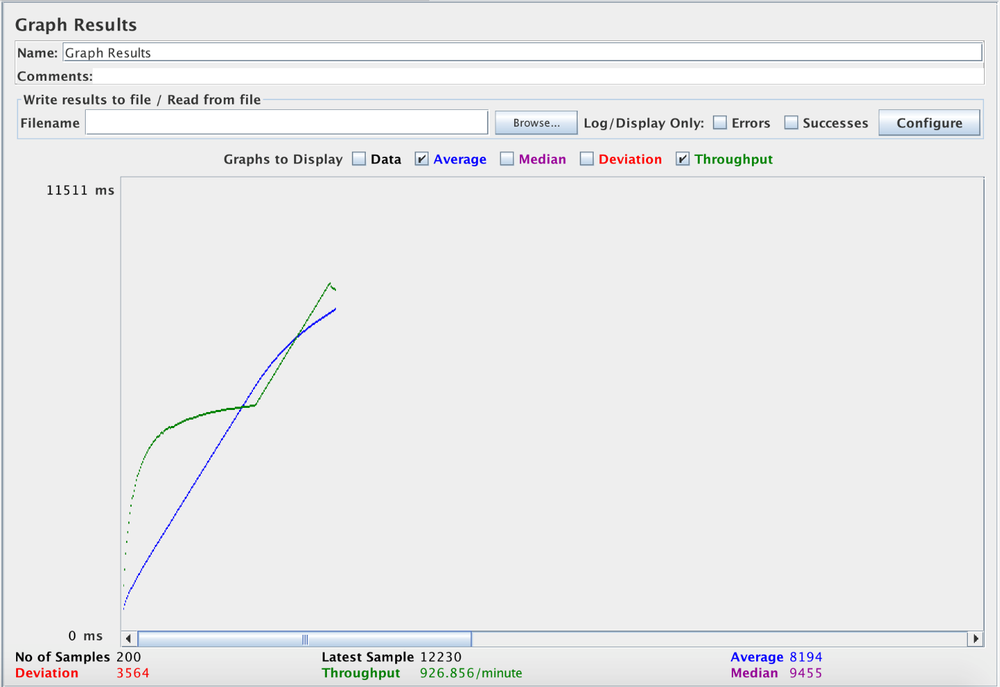 Graph Results
Name: Graph Results
Comments:
Write results to file / Read from file
Filename Browse... Log/Display Only: Errors Successes Configure
Graphs to Display Data Average Median Deviation Throughput
11511 ms
0 ms
No of Samples 200 Latest Sample 12230 Average 8194
Deviation 3564 Throughput 926.856/minute Median 9455